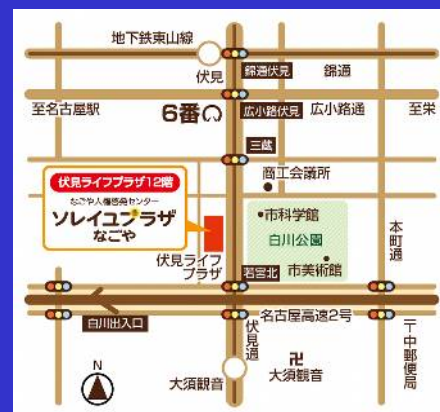 地下鉄東山線
伏見
錦通伏見
錦通
至名古屋駅
6番
広小路伏見
広小路通
至栄
三蔵
商工会議所
伏見ライフプラザ12階
なごや人権啓発センター
ソレイユプラザ
なごや
市科学館
白川公園
本町通
伏見ライフ
プラザ
若宮北
市美術館
白川出入口
名古屋高速2号
伏見通
〒中郵便局
卍
大須観音
大須観音
N